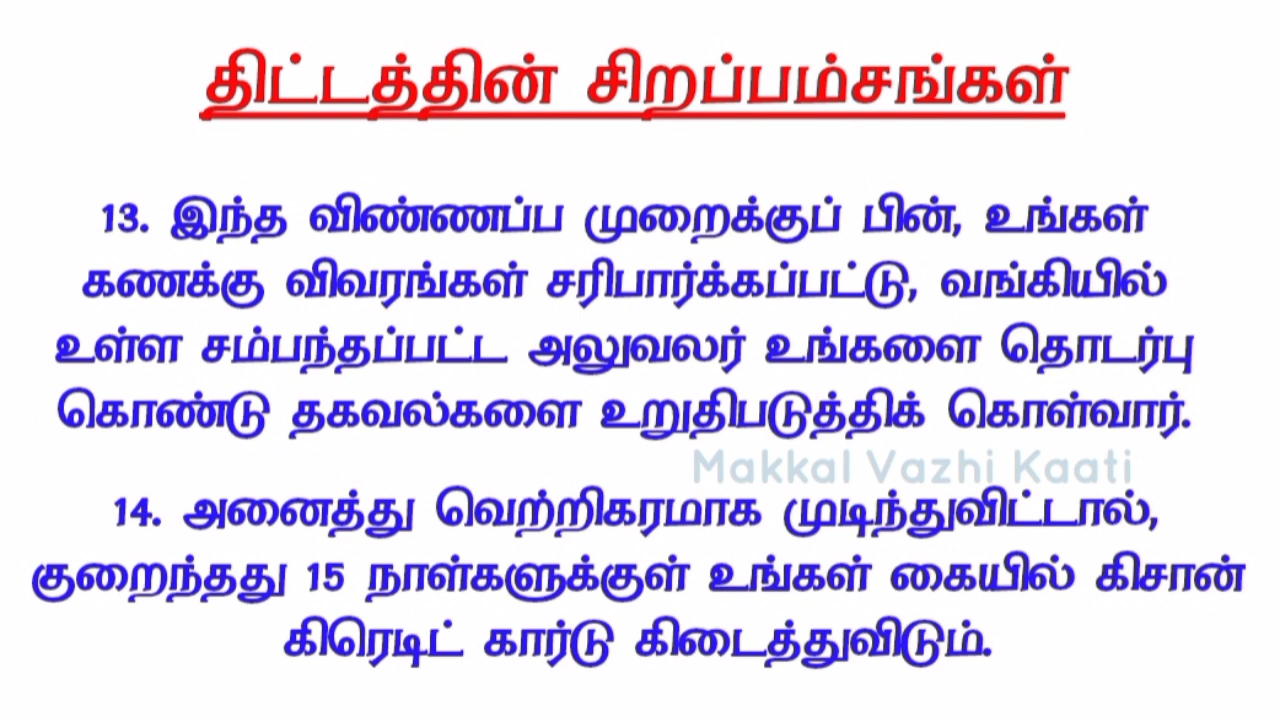 திட்டத்தின் சிறப்பம்சங்கள்
13. இந்த விண்ணப்ப முறைக்குப் பின், உங்கள்
கணக்கு விவரங்கள் சரிபார்க்கப்பட்டு, வங்கியில்
உள்ள சம்பந்தப்பட்ட அலுவலர் உங்களை தொடர்பு
கொண்டு தகவல்களை உறுதிபடுத்திக் கொள்வார்.
Makkal Vazhi Kaati
14. அனைத்து வெற்றிகரமாக முடிந்துவிட்டால்,
குறைந்தது 15 நாள்களுக்குள் உங்கள் கையில் கிசான்
கிரெடிட் கார்டு கிடைத்துவிடும்.